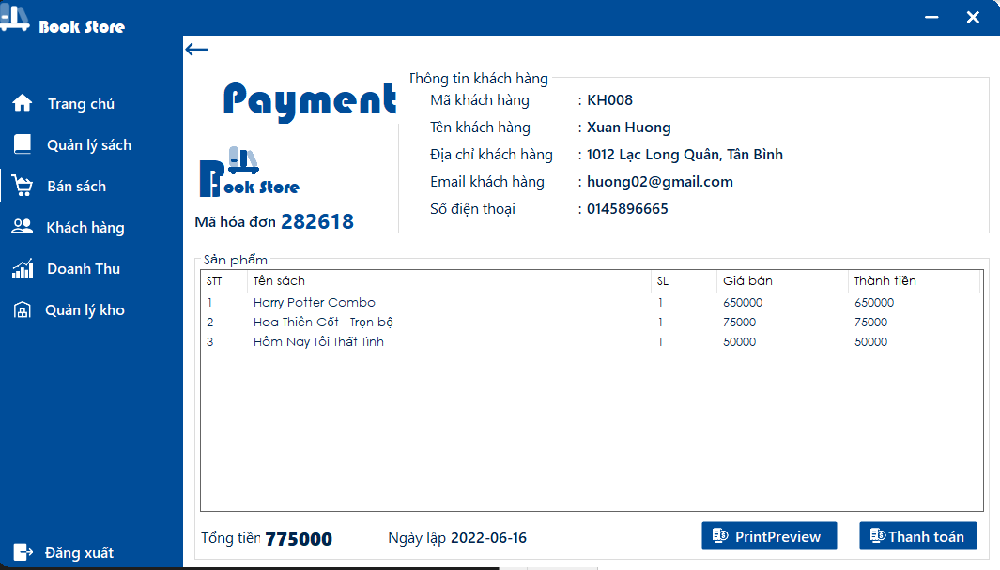 Book Store
Trang chủ
Quản lý sách
Bán sách
Khách hàng
Doanh Thu
Quản lý kho
Đăng xuất
Payment
Book Store
Mã hóa đơn 282618
Thông tin khách hàng
Mã khách hàng : KH008
Tên khách hàng : Xuan Huong
Địa chỉ khách hàng : 1012 Lạc Long Quân, Tân Bình
Email khách hàng : huong02@gmail.com
Số điện thoại : 0145896665
Sản phẩm
STT Tên sách SL Giá bán Thành tiền
1 Harry Potter Combo 1 650000 650000
2 Hoa Thiên Cốt - Trọn bộ 1 75000 75000
3 Hôm Nay Tôi Thất Tình 1 50000 50000
Tổng tiền 775000 Ngày lập 2022-06-16 PrintPreview Thanh toán